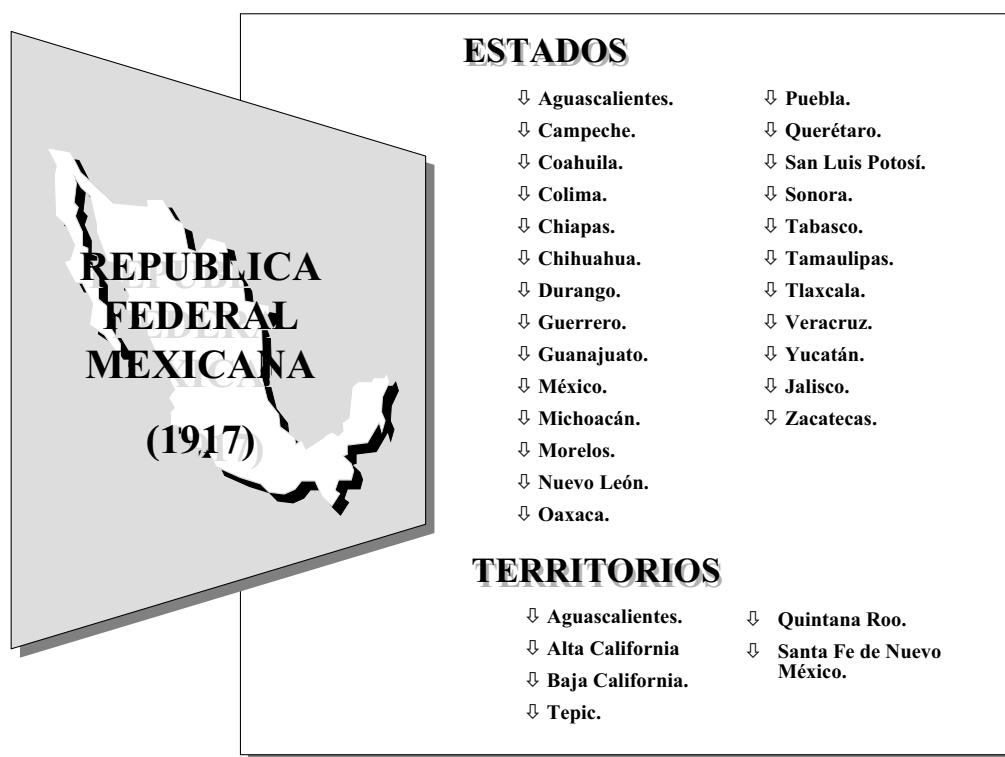 REPUBLICA
FEDERAL
MEXICANA
(1917)
ESTADOS
⇩ Aguascalientes.
⇩ Campeche.
⇩ Coahuila.
⇩ Colima.
⇩ Chiapas.
⇩ Chihuahua.
⇩ Durango.
⇩ Guerrero.
⇩ Guanajuato.
⇩ México.
⇩ Michoacán.
⇩ Morelos.
⇩ Nuevo León.
⇩ Oaxaca.
⇩ Puebla.
⇩ Querétaro.
⇩ San Luis Potosí.
⇩ Sonora.
⇩ Tabasco.
⇩ Tamaulipas.
⇩ Tlaxcala.
⇩ Veracruz.
⇩ Yucatán.
⇩ Jalisco.
⇩ Zacatecas.
TERRITORIOS
⇩ Aguascalientes.
⇩ Alta California
⇩ Baja California.
⇩ Tepic.
⇩ Quintana Roo.
⇩ Santa Fe de Nuevo
México.